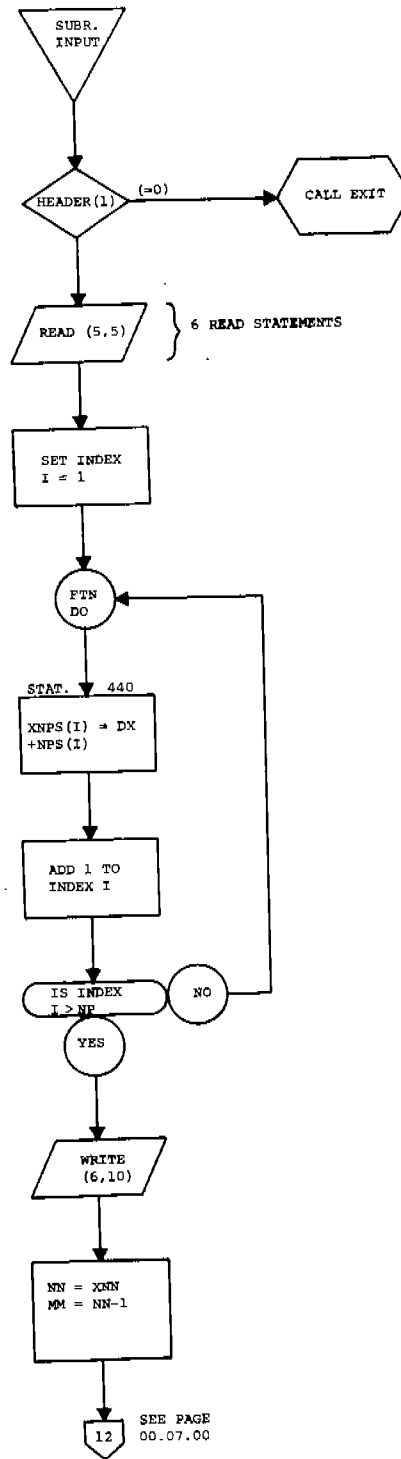 SUBR.
INPUT
HEADER(1)
(=0)
CALL EXIT
READ (5,5)
} 6 READ STATEMENTS
SET INDEX
I = 1
FTN
DO
STAT. 440
XNPS(I) = DX
+NPS(I)
ADD 1 TO
INDEX I
IS INDEX
I > NP
NO
YES
WRITE
(6,10)
NN = XNN
MM = NN-1
12
SEE PAGE
00.07.00